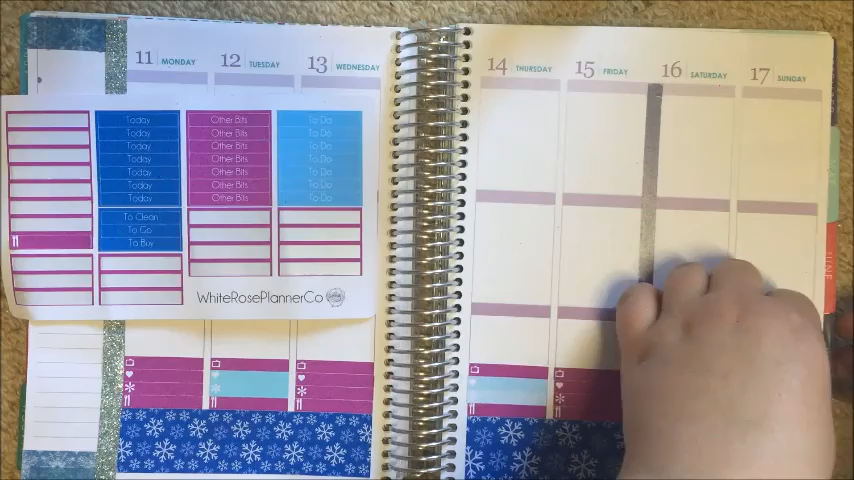 11 MONDAY 12 TUESDAY 13 WEDNESDAY 14 THURSDAY 15 FRIDAY 16 SATURDAY 17 SUNDAY
Today Other Bits To Do
Today Other Bits To Do
Today Other Bits To Do
Today Other Bits To Do
Today Other Bits To Do
Today Other Bits To Do
Today Other Bits To Do
To Clean
To Go
To Buy
WhiteRosePlannerCo
JUNE